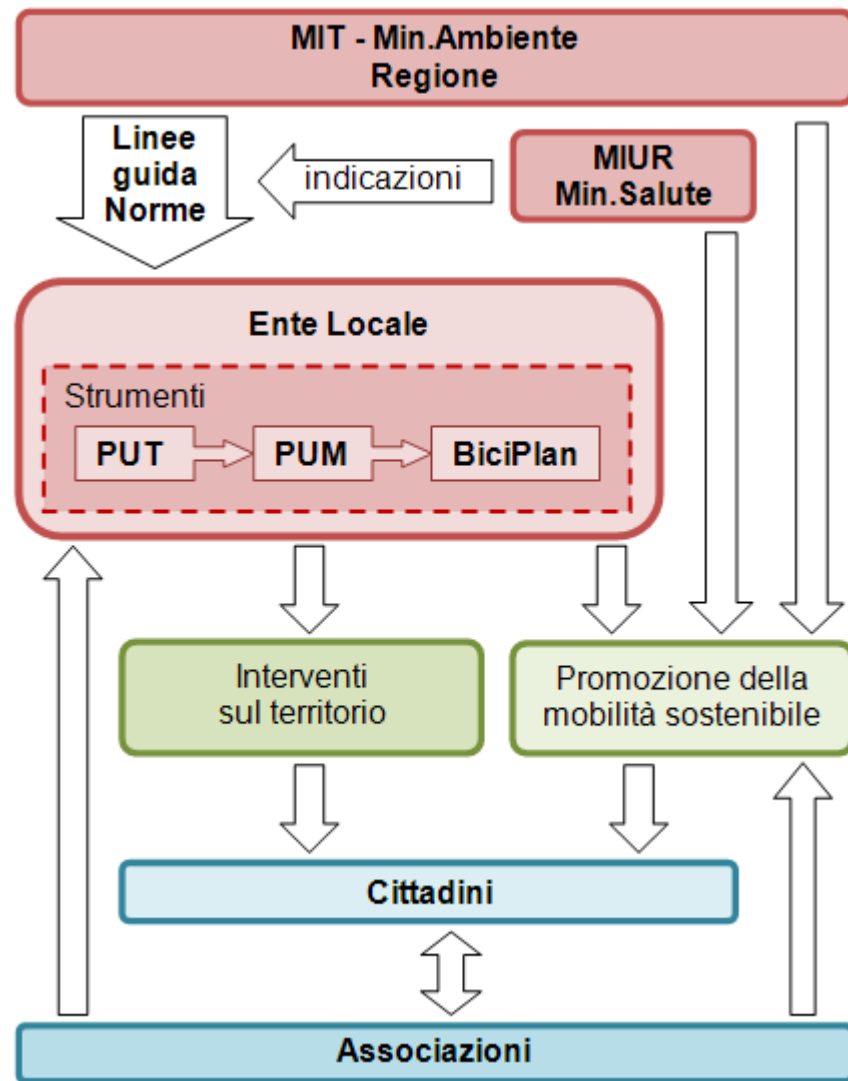 MIT - Min.Ambiente
Regione
Linee
guida
Norme
indicazioni
MIUR
Min.Salute
Ente Locale
Strumenti
PUT
PUM
BiciPlan
Interventi
sul territorio
Promozione della
mobilità sostenibile
Cittadini
Associazioni